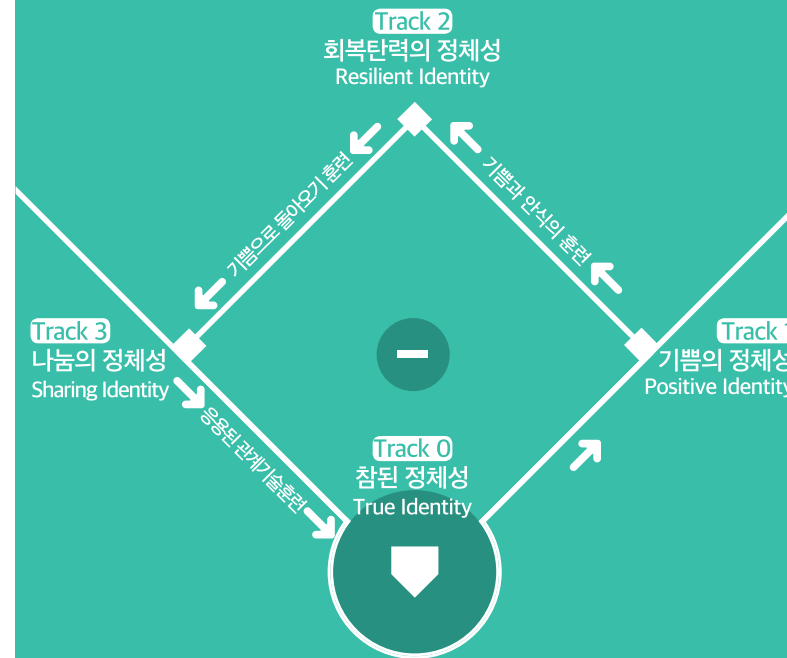 Track 2
회복탄력의 정체성
Resilient Identity
기쁨으로 돌아오기 훈련
기쁨과 안식의 훈련
Track 3
나눔의 정체성
Sharing Identity
Track 1
기쁨의 정체성
Positive Identity
응용된 관계기술훈련
Track 0
참된 정체성
True Identity